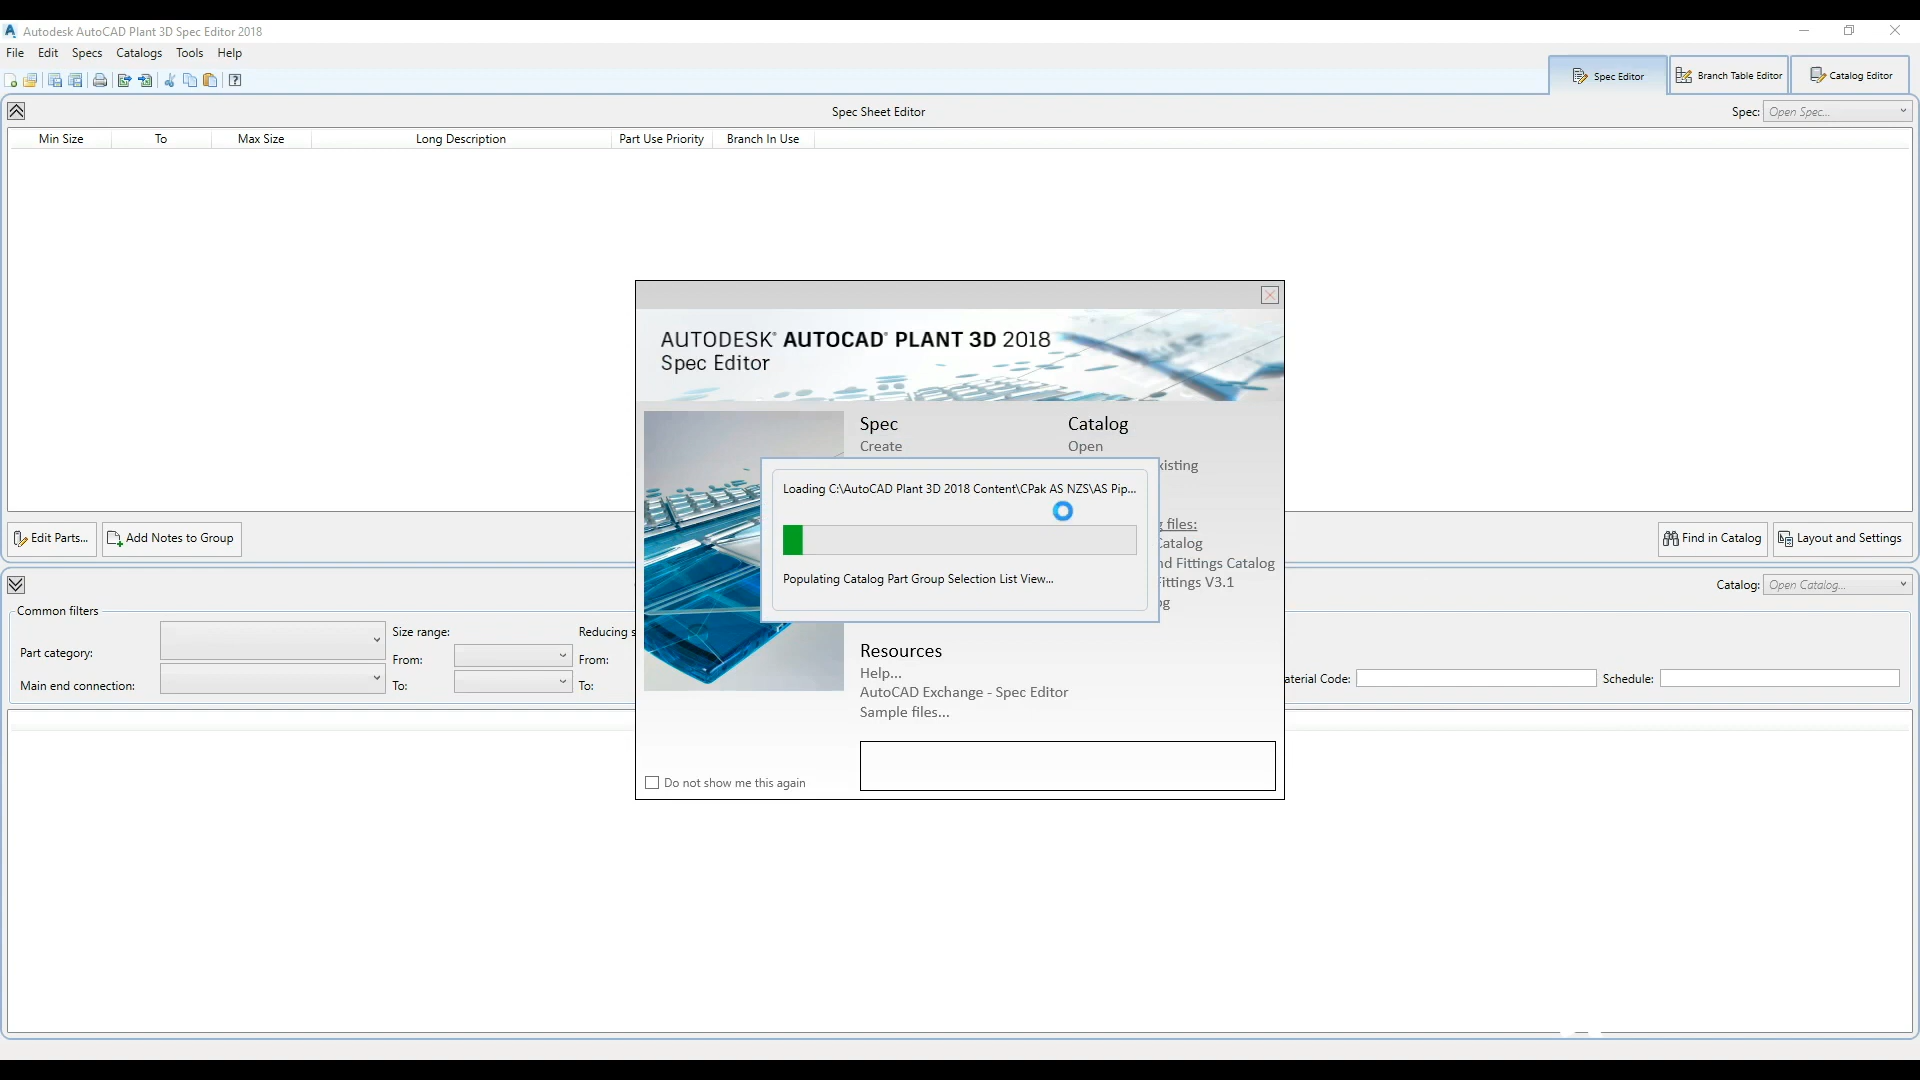 Autodesk AutoCAD Plant 3D Spec Editor 2018
File Edit Specs Catalogs Tools Help
Spec Editor Branch Table Editor Catalog Editor
Spec Sheet Editor
Spec: Open Spec...
Min Size To Max Size Long Description Part Use Priority Branch In Use
AUTODESK® AUTOCAD® PLANT 3D 2018
Spec Editor
Spec
Create
Catalog
Open
xisting
Loading C:\AutoCAD Plant 3D 2018 Content\CPak AS NZS\AS Pip...
Populating Catalog Part Group Selection List View...
g files:
Catalog
nd Fittings Catalog
Fittings V3.1
og
Resources
Help...
AutoCAD Exchange - Spec Editor
Sample files...
Do not show me this again
Edit Parts... Add Notes to Group
Find in Catalog Layout and Settings
Catalog: Open Catalog...
Common filters
Part category:
Main end connection:
Size range:
From:
To:
Reducing s
From:
To:
aterial Code:
Schedule: